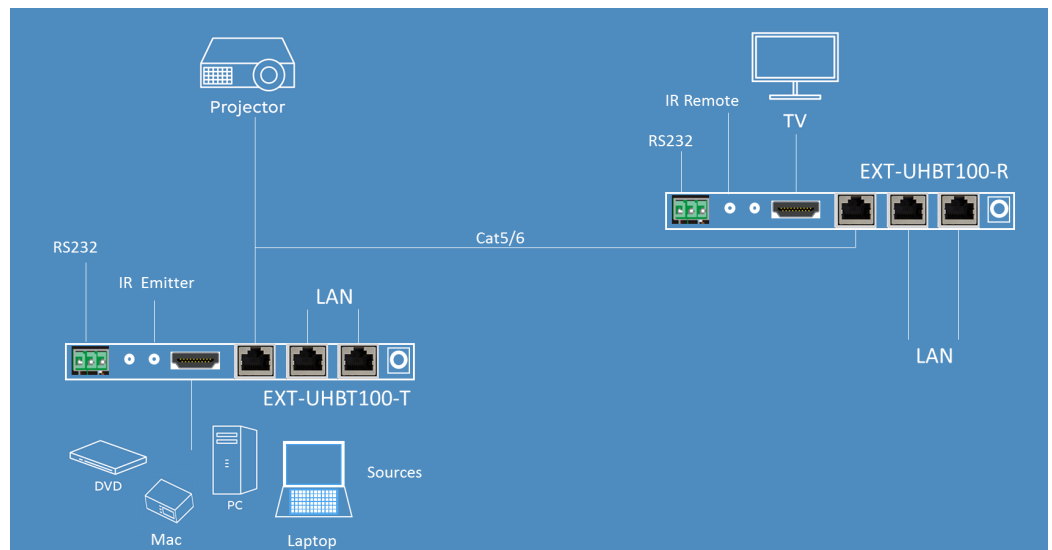 Projector
IR Remote
TV
RS232
EXT-UHBT100-R
Cat5/6
RS232
IR Emitter
LAN
LAN
EXT-UHBT100-T
Sources
DVD
PC
Mac
Laptop